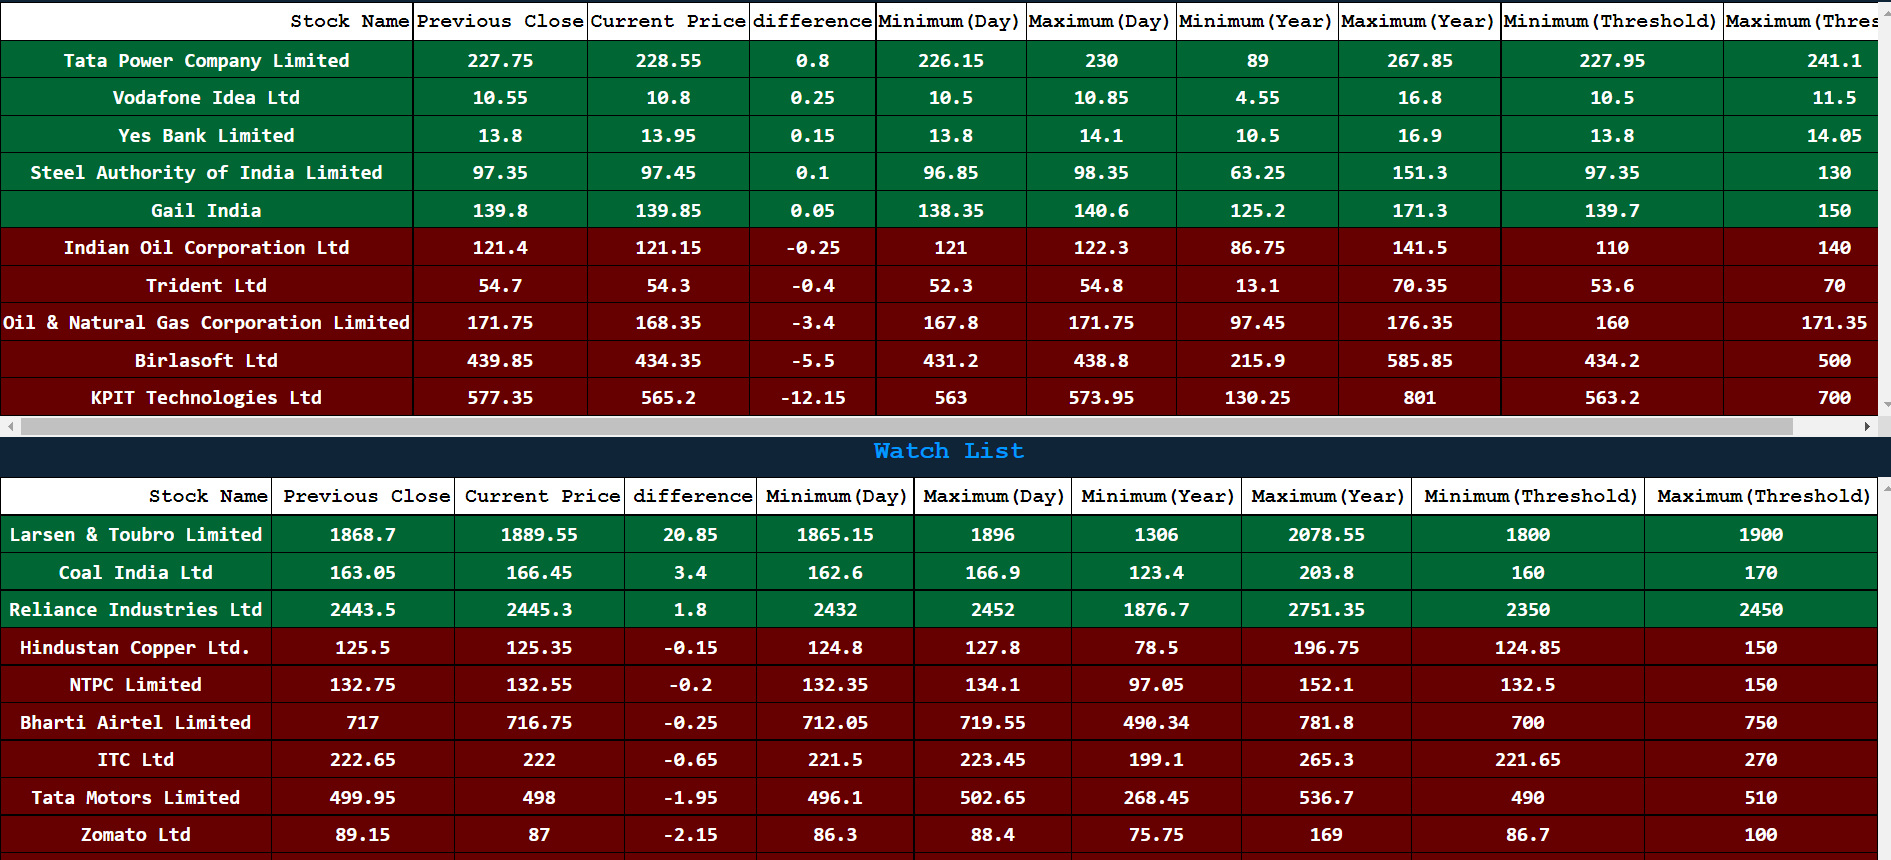 Stock Name Previous Close Current Price difference Minimum(Day) Maximum(Day) Minimum(Year) Maximum(Year) Minimum(Threshold) Maximum(Thres
Tata Power Company Limited 227.75 228.55 0.8 226.15 230 89 267.85 227.95 241.1
Vodafone Idea Ltd 10.55 10.8 0.25 10.5 10.85 4.55 16.8 10.5 11.5
Yes Bank Limited 13.8 13.95 0.15 13.8 14.1 10.5 16.9 13.8 14.05
Steel Authority of India Limited 97.35 97.45 0.1 96.85 98.35 63.25 151.3 97.35 130
Gail India 139.8 139.85 0.05 138.35 140.6 125.2 171.3 139.7 150
Indian Oil Corporation Ltd 121.4 121.15 -0.25 121 122.3 86.75 141.5 110 140
Trident Ltd 54.7 54.3 -0.4 52.3 54.8 13.1 70.35 53.6 70
Oil & Natural Gas Corporation Limited 171.75 168.35 -3.4 167.8 171.75 97.45 176.35 160 171.35
Birlasoft Ltd 439.85 434.35 -5.5 431.2 438.8 215.9 585.85 434.2 500
KPIT Technologies Ltd 577.35 565.2 -12.15 563 573.95 130.25 801 563.2 700
Watch List
Stock Name Previous Close Current Price difference Minimum(Day) Maximum(Day) Minimum(Year) Maximum(Year) Minimum(Threshold) Maximum(Threshold)
Larsen & Toubro Limited 1868.7 1889.55 20.85 1865.15 1896 1306 2078.55 1800 1900
Coal India Ltd 163.05 166.45 3.4 162.6 166.9 123.4 203.8 160 170
Reliance Industries Ltd 2443.5 2445.3 1.8 2432 2452 1876.7 2751.35 2350 2450
Hindustan Copper Ltd. 125.5 125.35 -0.15 124.8 127.8 78.5 196.75 124.85 150
NTPC Limited 132.75 132.55 -0.2 132.35 134.1 97.05 152.1 132.5 150
Bharti Airtel Limited 717 716.75 -0.25 712.05 719.55 490.34 781.8 700 750
ITC Ltd 222.65 222 -0.65 221.5 223.45 199.1 265.3 221.65 270
Tata Motors Limited 499.95 498 -1.95 496.1 502.65 268.45 536.7 490 510
Zomato Ltd 89.15 87 -2.15 86.3 88.4 75.75 169 86.7 100